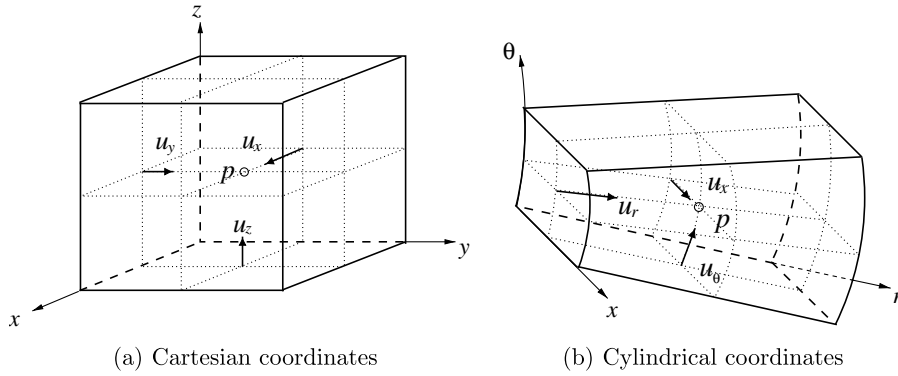 z
u_y
u_x
p
u_z
y
x
(a) Cartesian coordinates
θ
u_x
u_r
p
u_θ
x
r
(b) Cylindrical coordinates